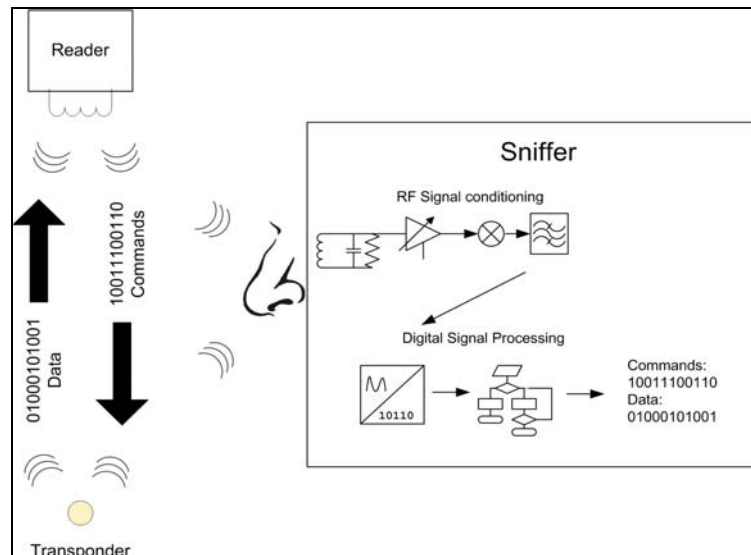 Reader
Sniffer
RF Signal conditioning
10011100110
Commands
01000101001
Data
Digital Signal Processing
10110
Commands:
10011100110
Data:
01000101001
Transponder